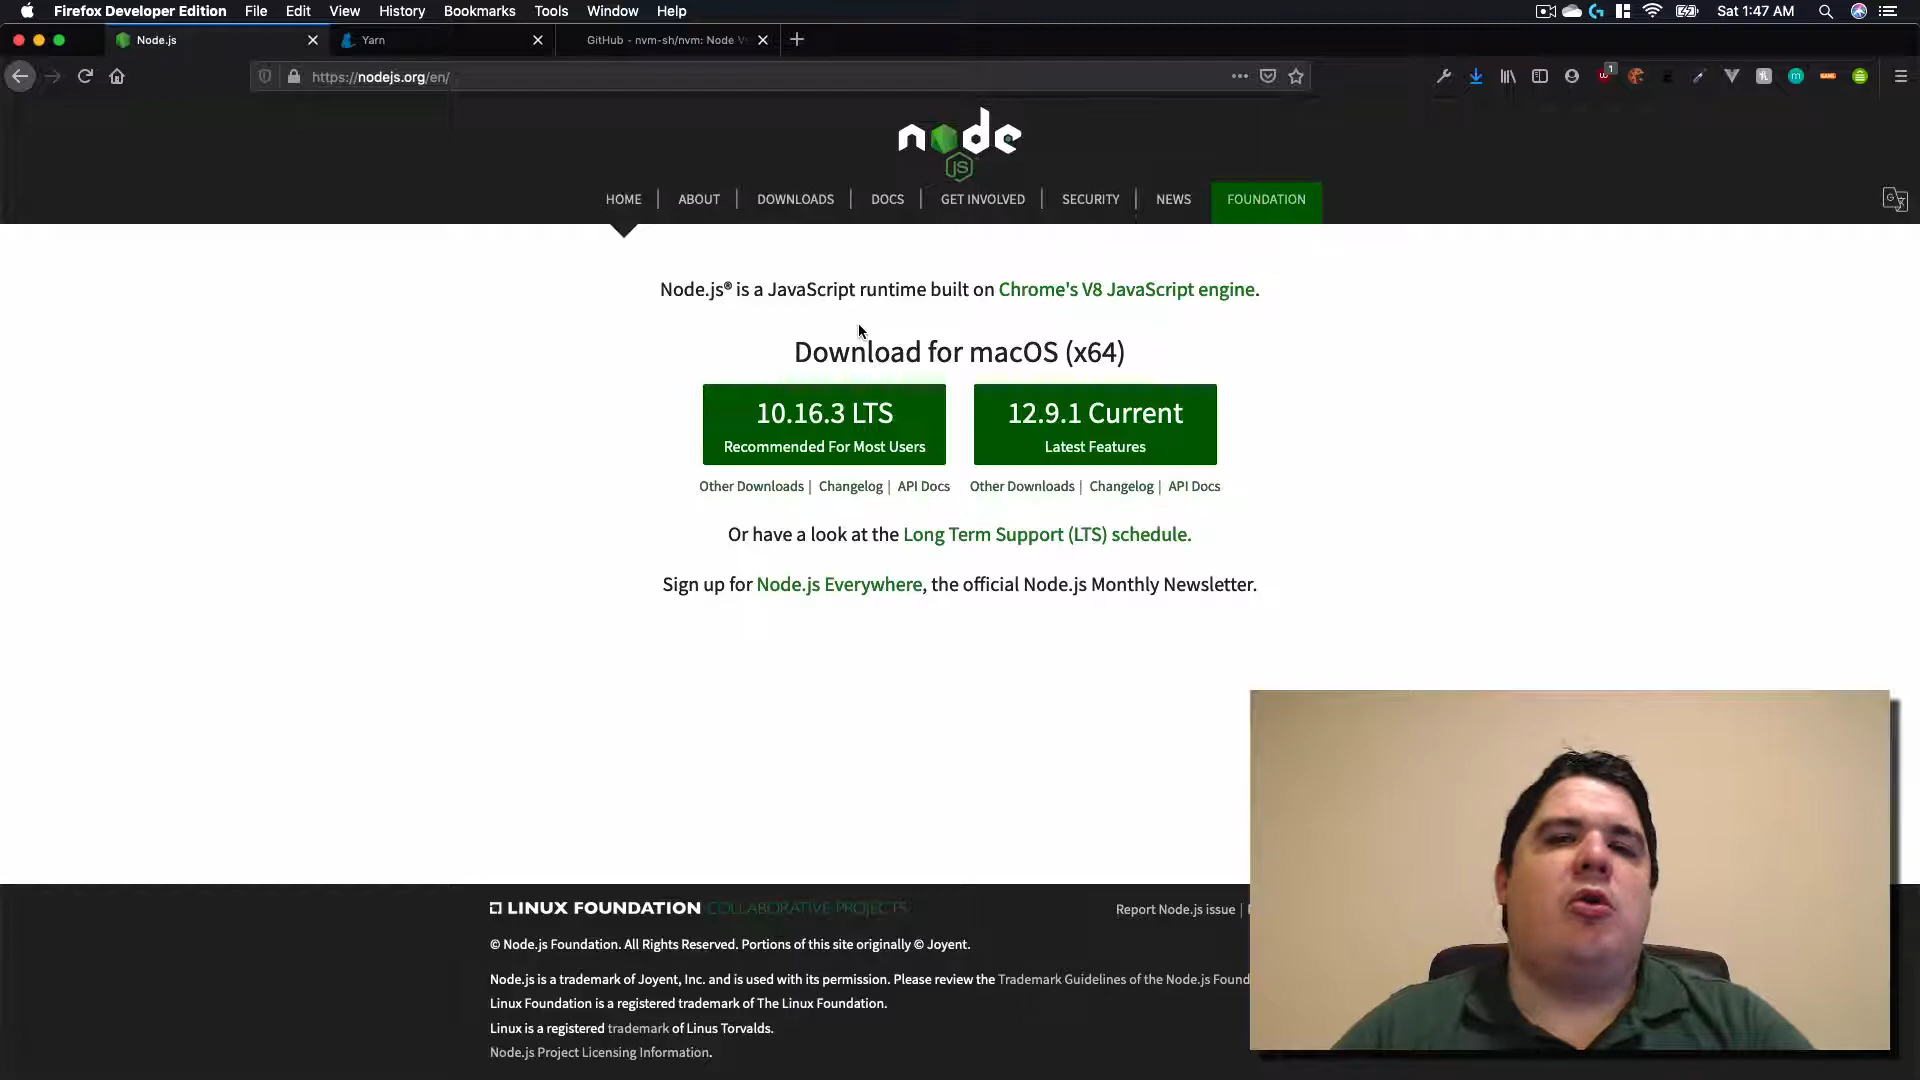 Firefox Developer Edition File Edit View History Bookmarks Tools Window Help Sat 1:47 AM
Node.js Yarn GitHub - nvm-sh/nvm: Node V
https://nodejs.org/en/ 1
node
JS
HOME | ABOUT | DOWNLOADS | DOCS | GET INVOLVED | SECURITY | NEWS FOUNDATION
Node.js® is a JavaScript runtime built on Chrome's V8 JavaScript engine.
Download for macOS (x64)
10.16.3 LTS 12.9.1 Current
Recommended For Most Users Latest Features
Other Downloads | Changelog | API Docs Other Downloads | Changelog | API Docs
Or have a look at the Long Term Support (LTS) schedule.
Sign up for Node.js Everywhere, the official Node.js Monthly Newsletter.
LINUX FOUNDATION COLLABORATIVE PROJECTS Report Node.js issue |
© Node.js Foundation. All Rights Reserved. Portions of this site originally © Joyent.
Node.js is a trademark of Joyent, Inc. and is used with its permission. Please review the Trademark Guidelines of the Node.js Found
Linux Foundation is a registered trademark of The Linux Foundation.
Linux is a registered trademark of Linus Torvalds.
Node.js Project Licensing Information.